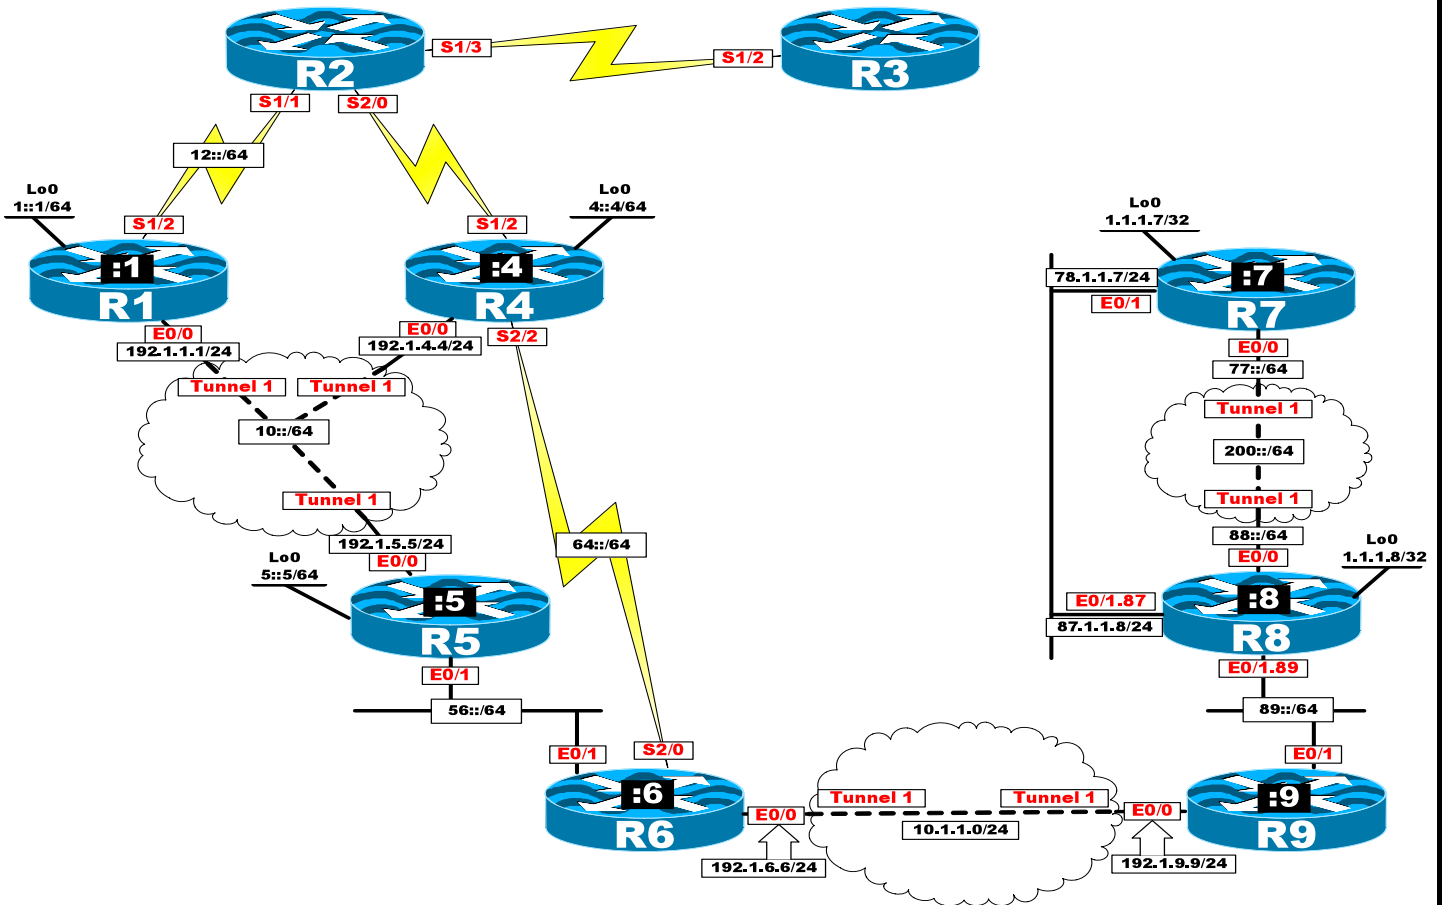 S1/3
S1/2
R2
R3
S1/1
S2/0
12::/64
Lo0
1::1/64
Lo0
4::4/64
S1/2
S1/2
:1
R1
:4
R4
E0/0
192.1.1.1/24
E0/0
192.1.4.4/24
S2/2
Tunnel 1
Tunnel 1
10::/64
Tunnel 1
192.1.5.5/24
E0/0
Lo0
5::5/64
:5
R5
E0/1
56::/64
64::/64
E0/1
S2/0
:6
R6
E0/0
192.1.6.6/24
Tunnel 1
Tunnel 1
10.1.1.0/24
E0/0
192.1.9.9/24
Lo0
1.1.1.7/32
78.1.1.7/24
E0/1
:7
R7
E0/0
77::/64
Tunnel 1
200::/64
Tunnel 1
88::/64
E0/0
Lo0
1.1.1.8/32
E0/1.87
87.1.1.8/24
:8
R8
E0/1.89
89::/64
E0/1
:9
R9